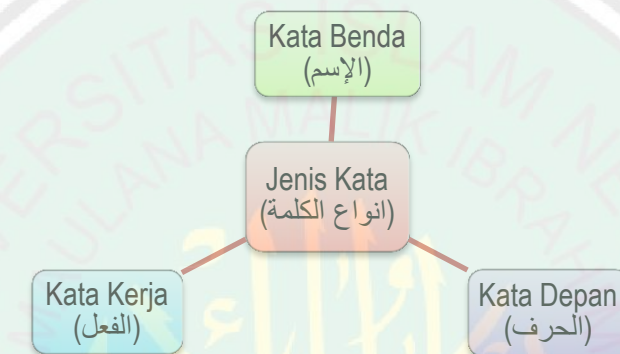 Kata Benda
(الإسم)
Jenis Kata
(انواع الكلمة)
Kata Kerja
(الفعل)
Kata Depan
(الحرف)